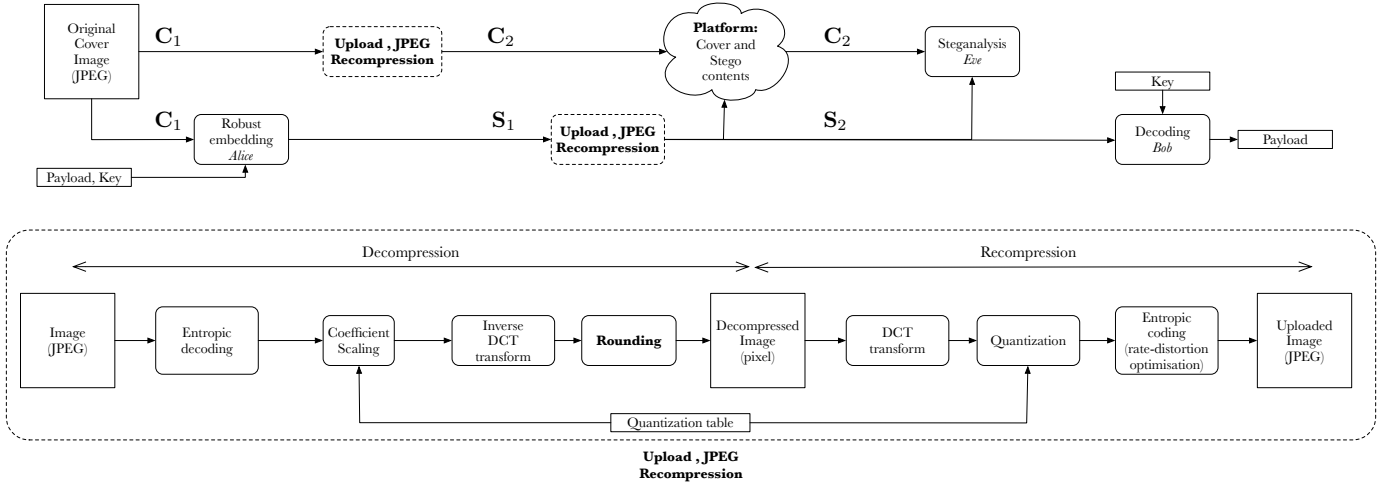 Original
Cover
Image
(JPEG)
C1
Upload , JPEG
Recompression
C2
Platform:
Cover and
Stego
contents
C2
Steganalysis
Eve
C1
Robust
embedding
Alice
Payload, Key
S1
Upload , JPEG
Recompression
S2
Key
Decoding
Bob
Payload
Decompression
Recompression
Image
(JPEG)
Entropic
decoding
Coefficient
Scaling
Inverse
DCT
transform
Rounding
Decompressed
Image
(pixel)
DCT
transform
Quantization
Entropic
coding
(rate-distortion
optimisation)
Uploaded
Image
(JPEG)
Quantization table
Upload , JPEG
Recompression